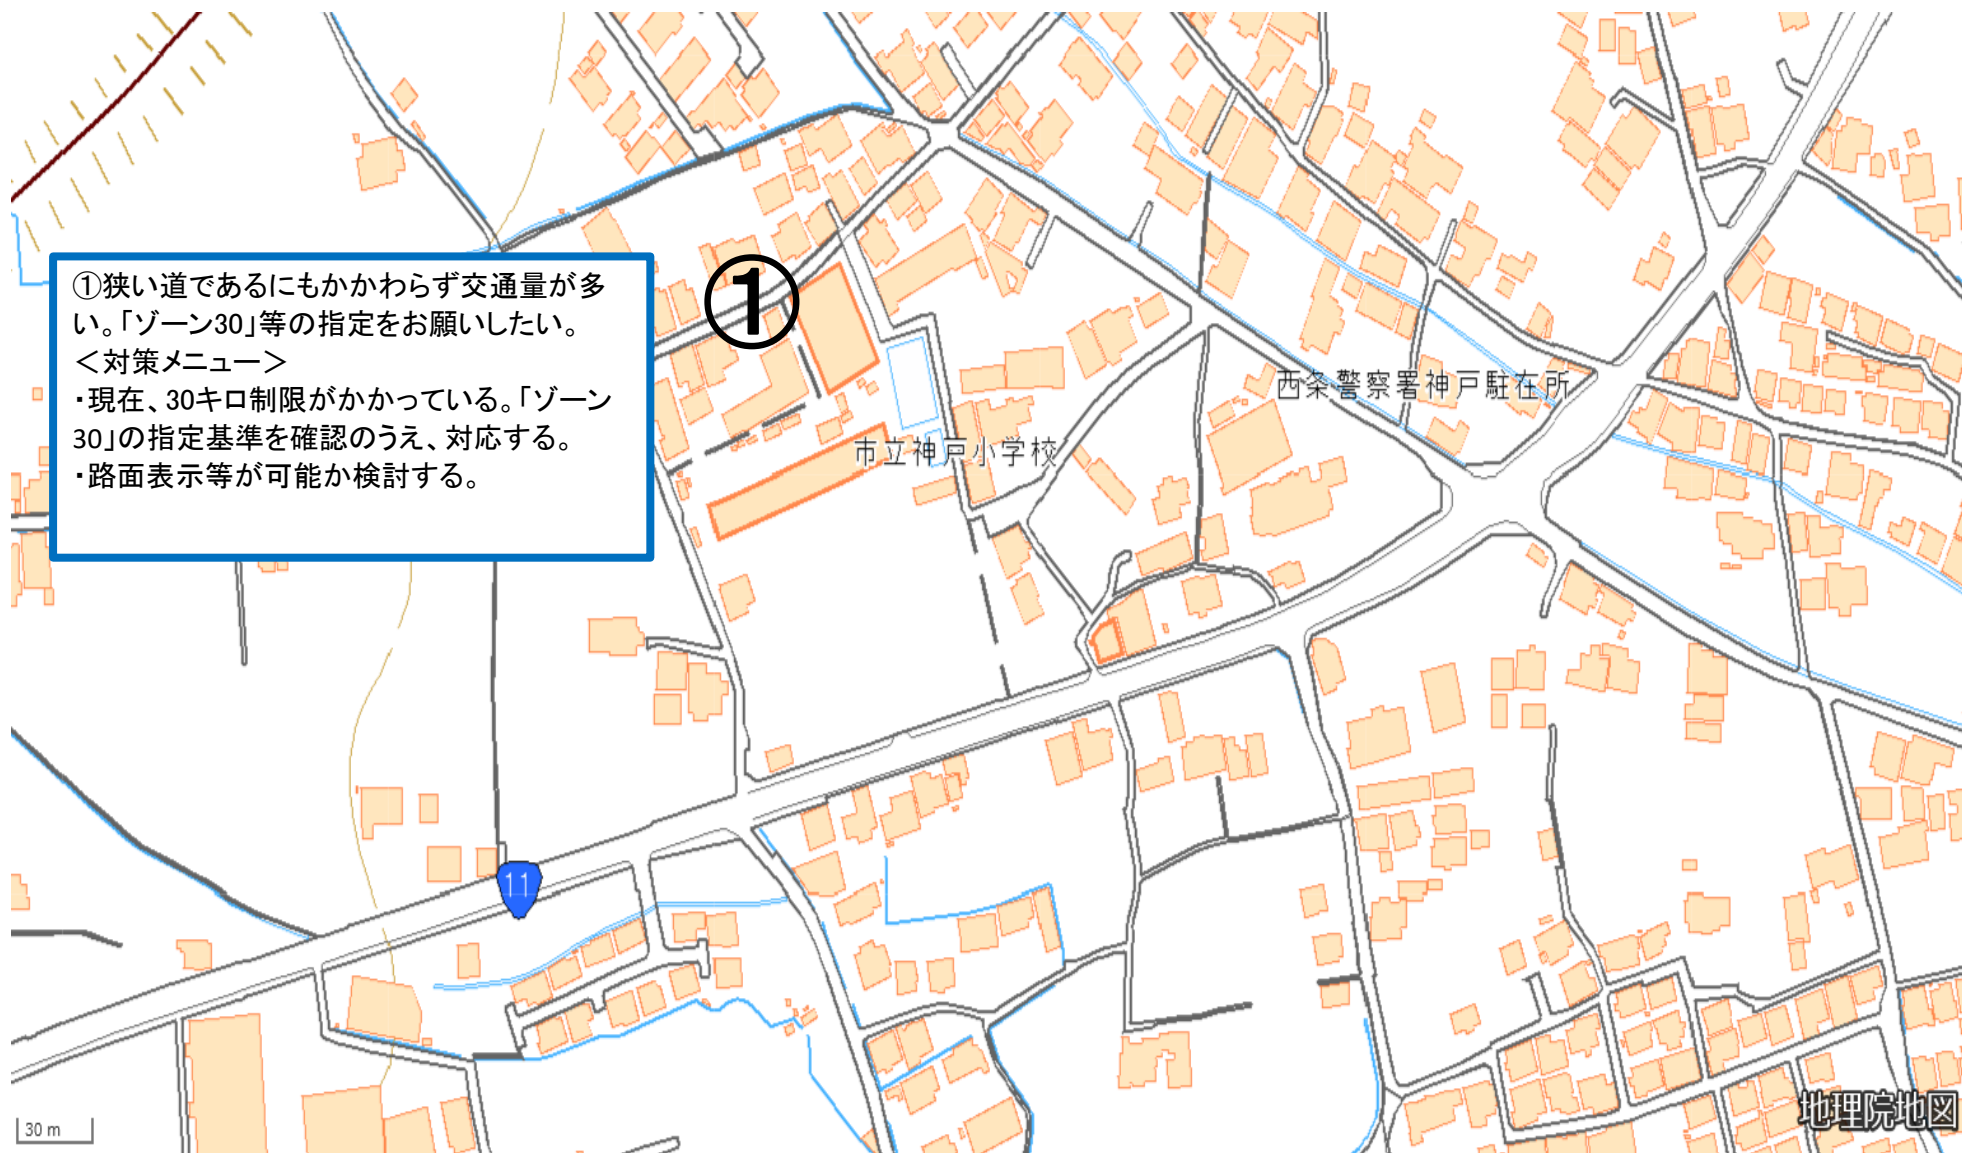 ①狭い道であるにもかかわらず交通量が多
い。「ゾーン30」等の指定をお願いしたい。
＜対策メニュー＞
・現在、30キロ制限がかかっている。「ゾーン
30」の指定基準を確認のうえ、対応する。
・路面表示等が可能か検討する。
①
西条警察署神戸駐在所
市立神戸小学校
11
30 m
地理院地図